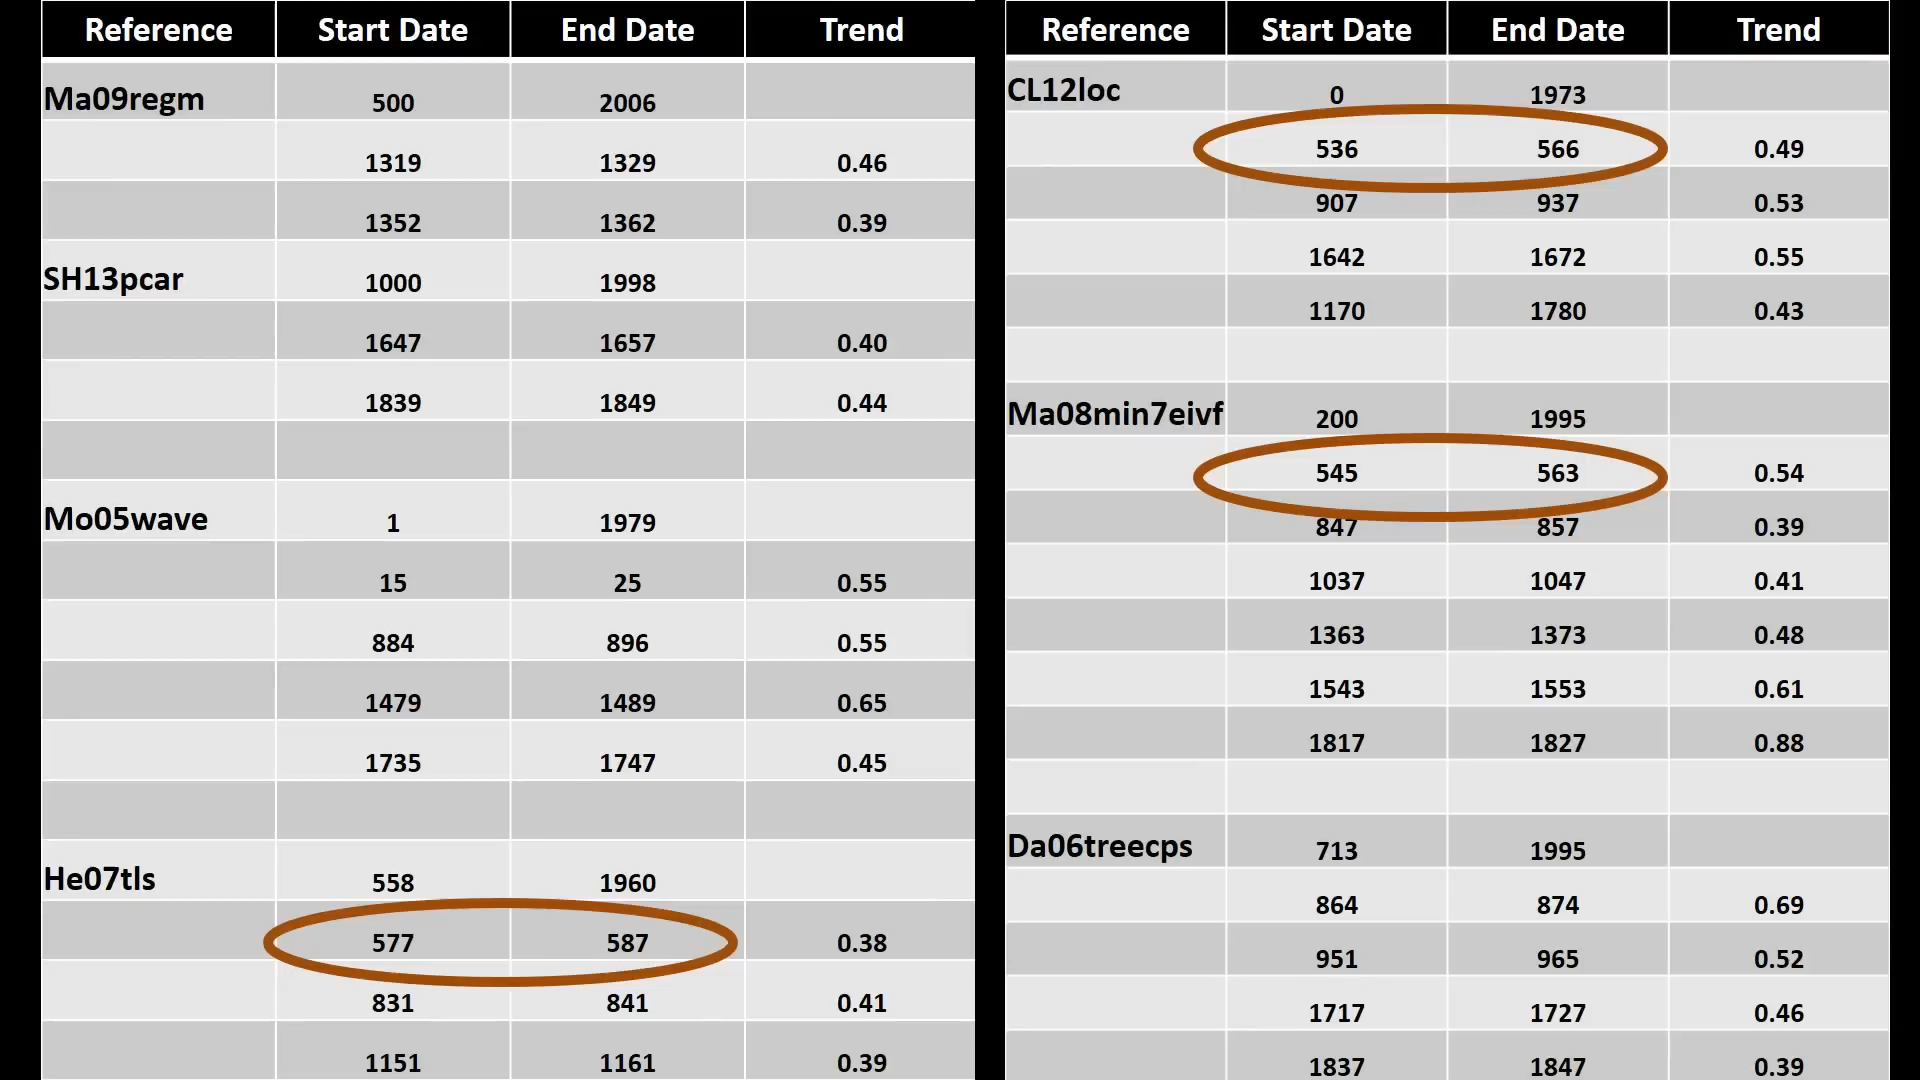 Reference Start Date End Date Trend
Ma09regm 500 2006
1319 1329 0.46
1352 1362 0.39
SH13pcar 1000 1998
1647 1657 0.40
1839 1849 0.44
Mo05wave 1 1979
15 25 0.55
884 896 0.55
1479 1489 0.65
1735 1747 0.45
He07tls 558 1960
577 587 0.38
831 841 0.41
1151 1161 0.39
Reference Start Date End Date Trend
CL12loc 0 1973
536 566 0.49
907 937 0.53
1642 1672 0.55
1170 1780 0.43
Ma08min7eivf 200 1995
545 563 0.54
847 857 0.39
1037 1047 0.41
1363 1373 0.48
1543 1553 0.61
1817 1827 0.88
Da06treecps 713 1995
864 874 0.69
951 965 0.52
1717 1727 0.46
1837 1847 0.39